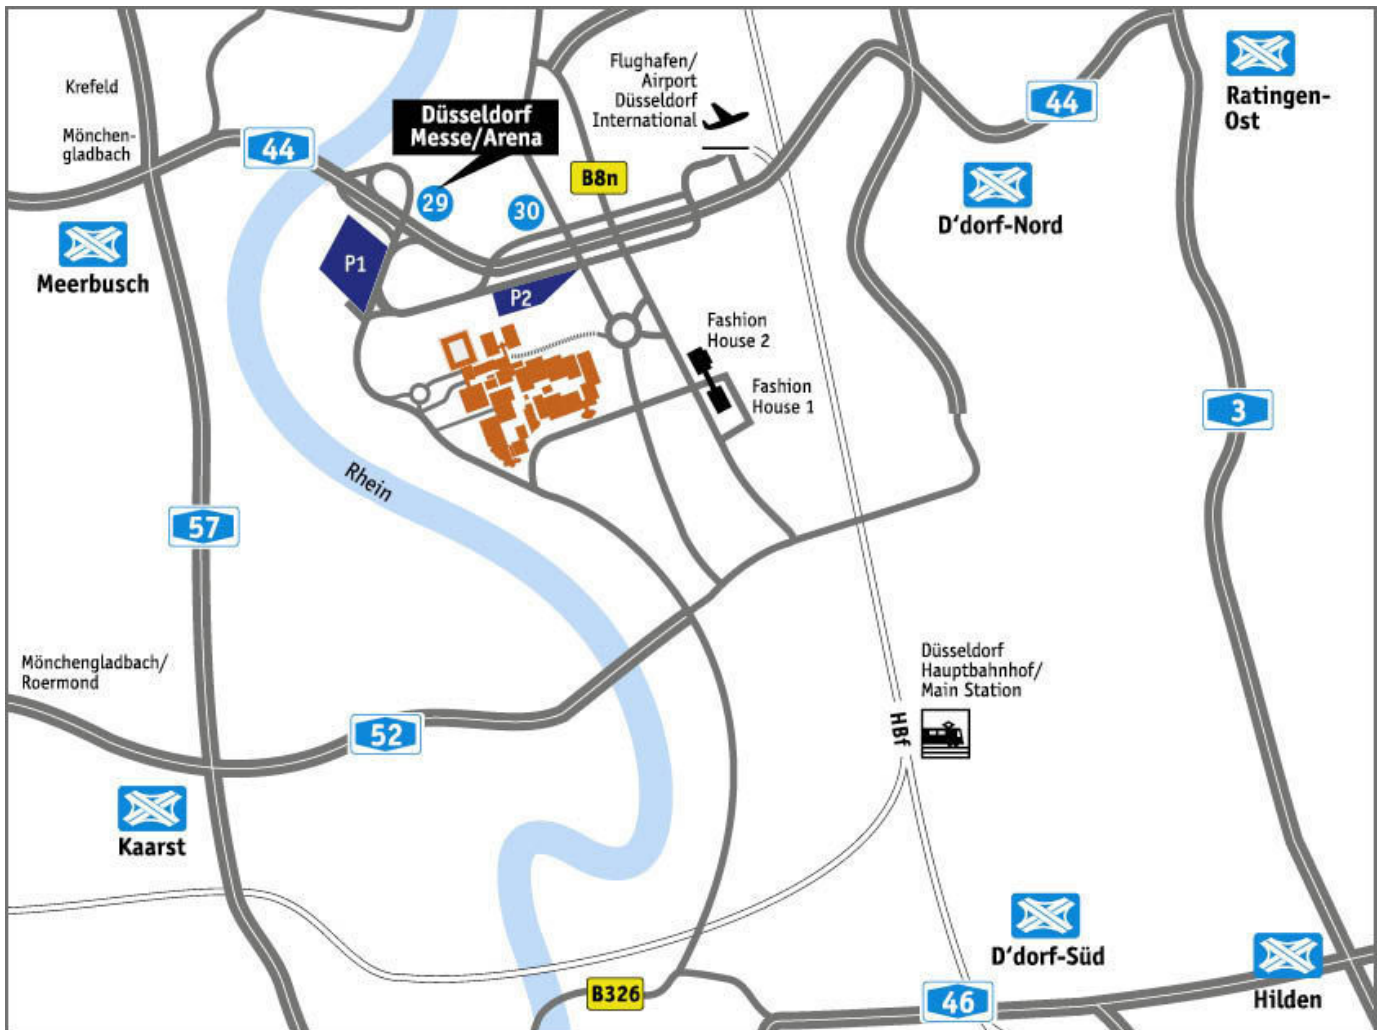 Krefeld
Mönchen-
gladbach
44
Düsseldorf
Messe/Arena
29
30
B8n
Flughafen/
Airport
Düsseldorf
International
44
Ratingen-
Ost
D'dorf-Nord
Meerbusch
P1
P2
Fashion
House 2
Fashion
House 1
3
Rhein
57
Mönchengladbach/
Roermond
52
Düsseldorf
Hauptbahnhof/
Main Station
HBf
Kaarst
D'dorf-Süd
B326
46
Hilden